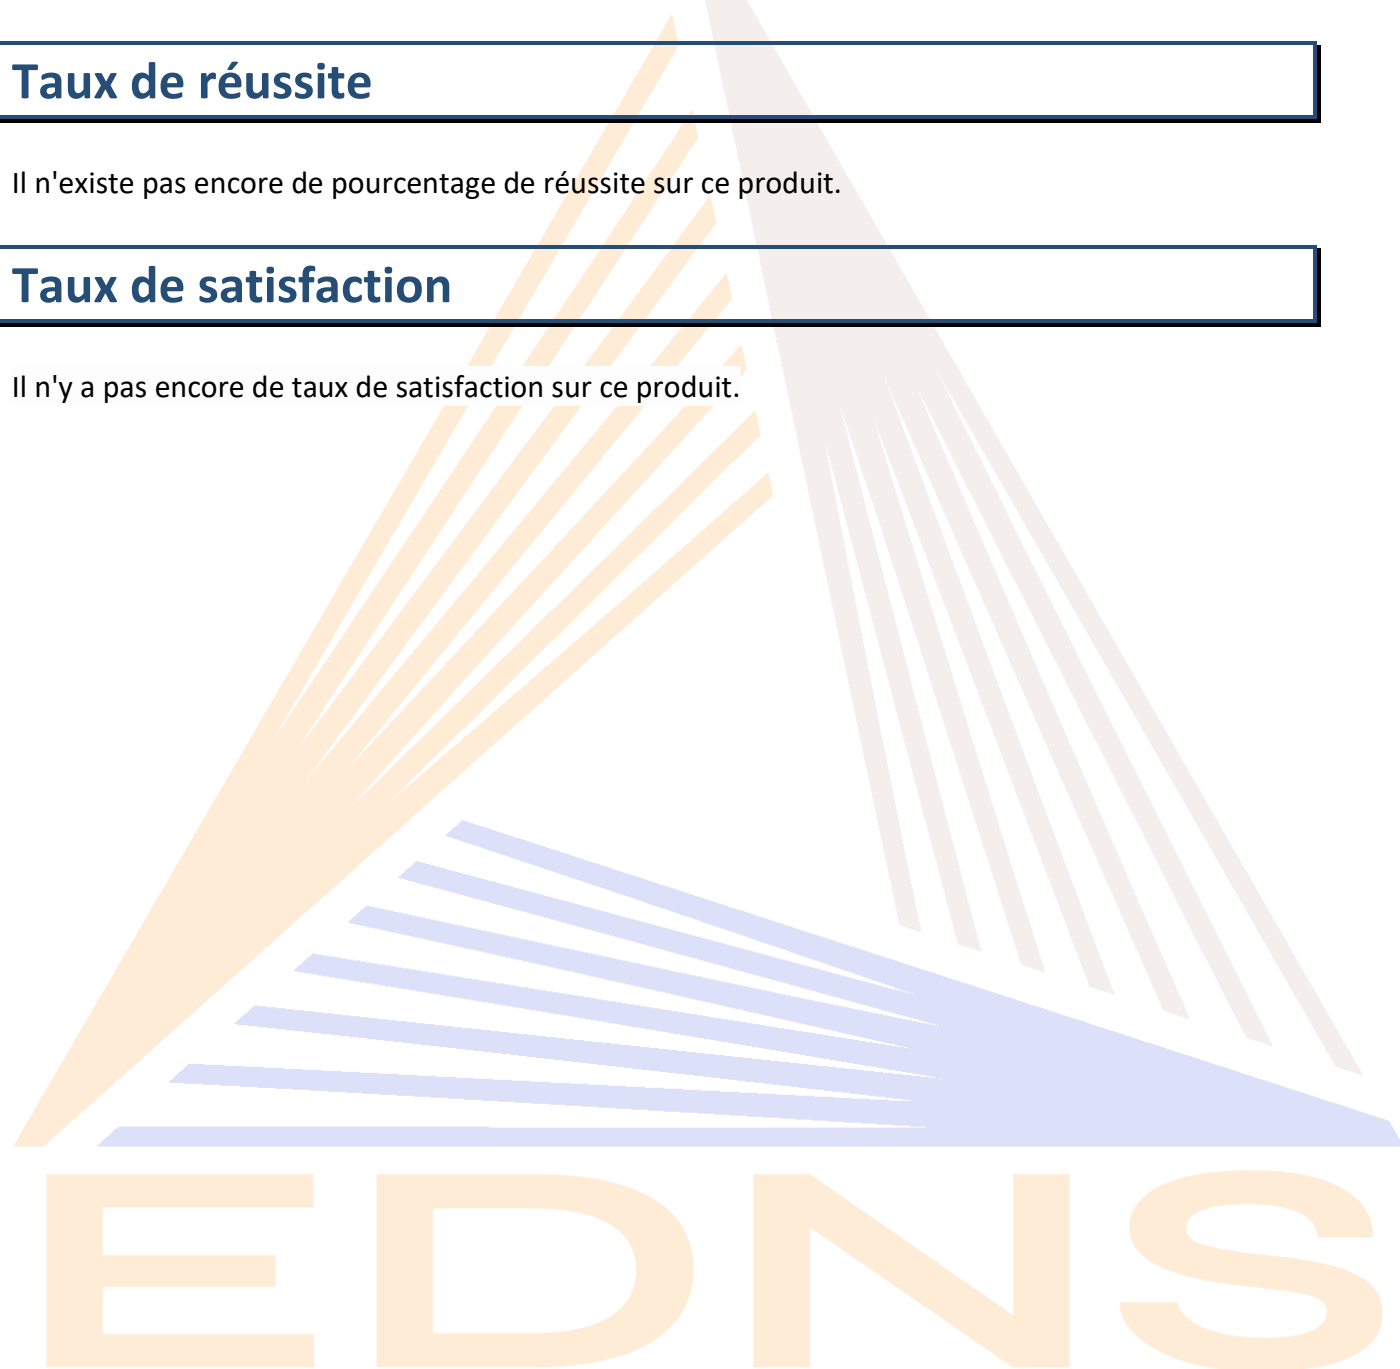 Taux de réussite
Il n'existe pas encore de pourcentage de réussite sur ce produit.
Taux de satisfaction
Il n'y a pas encore de taux de satisfaction sur ce produit.
EDNS